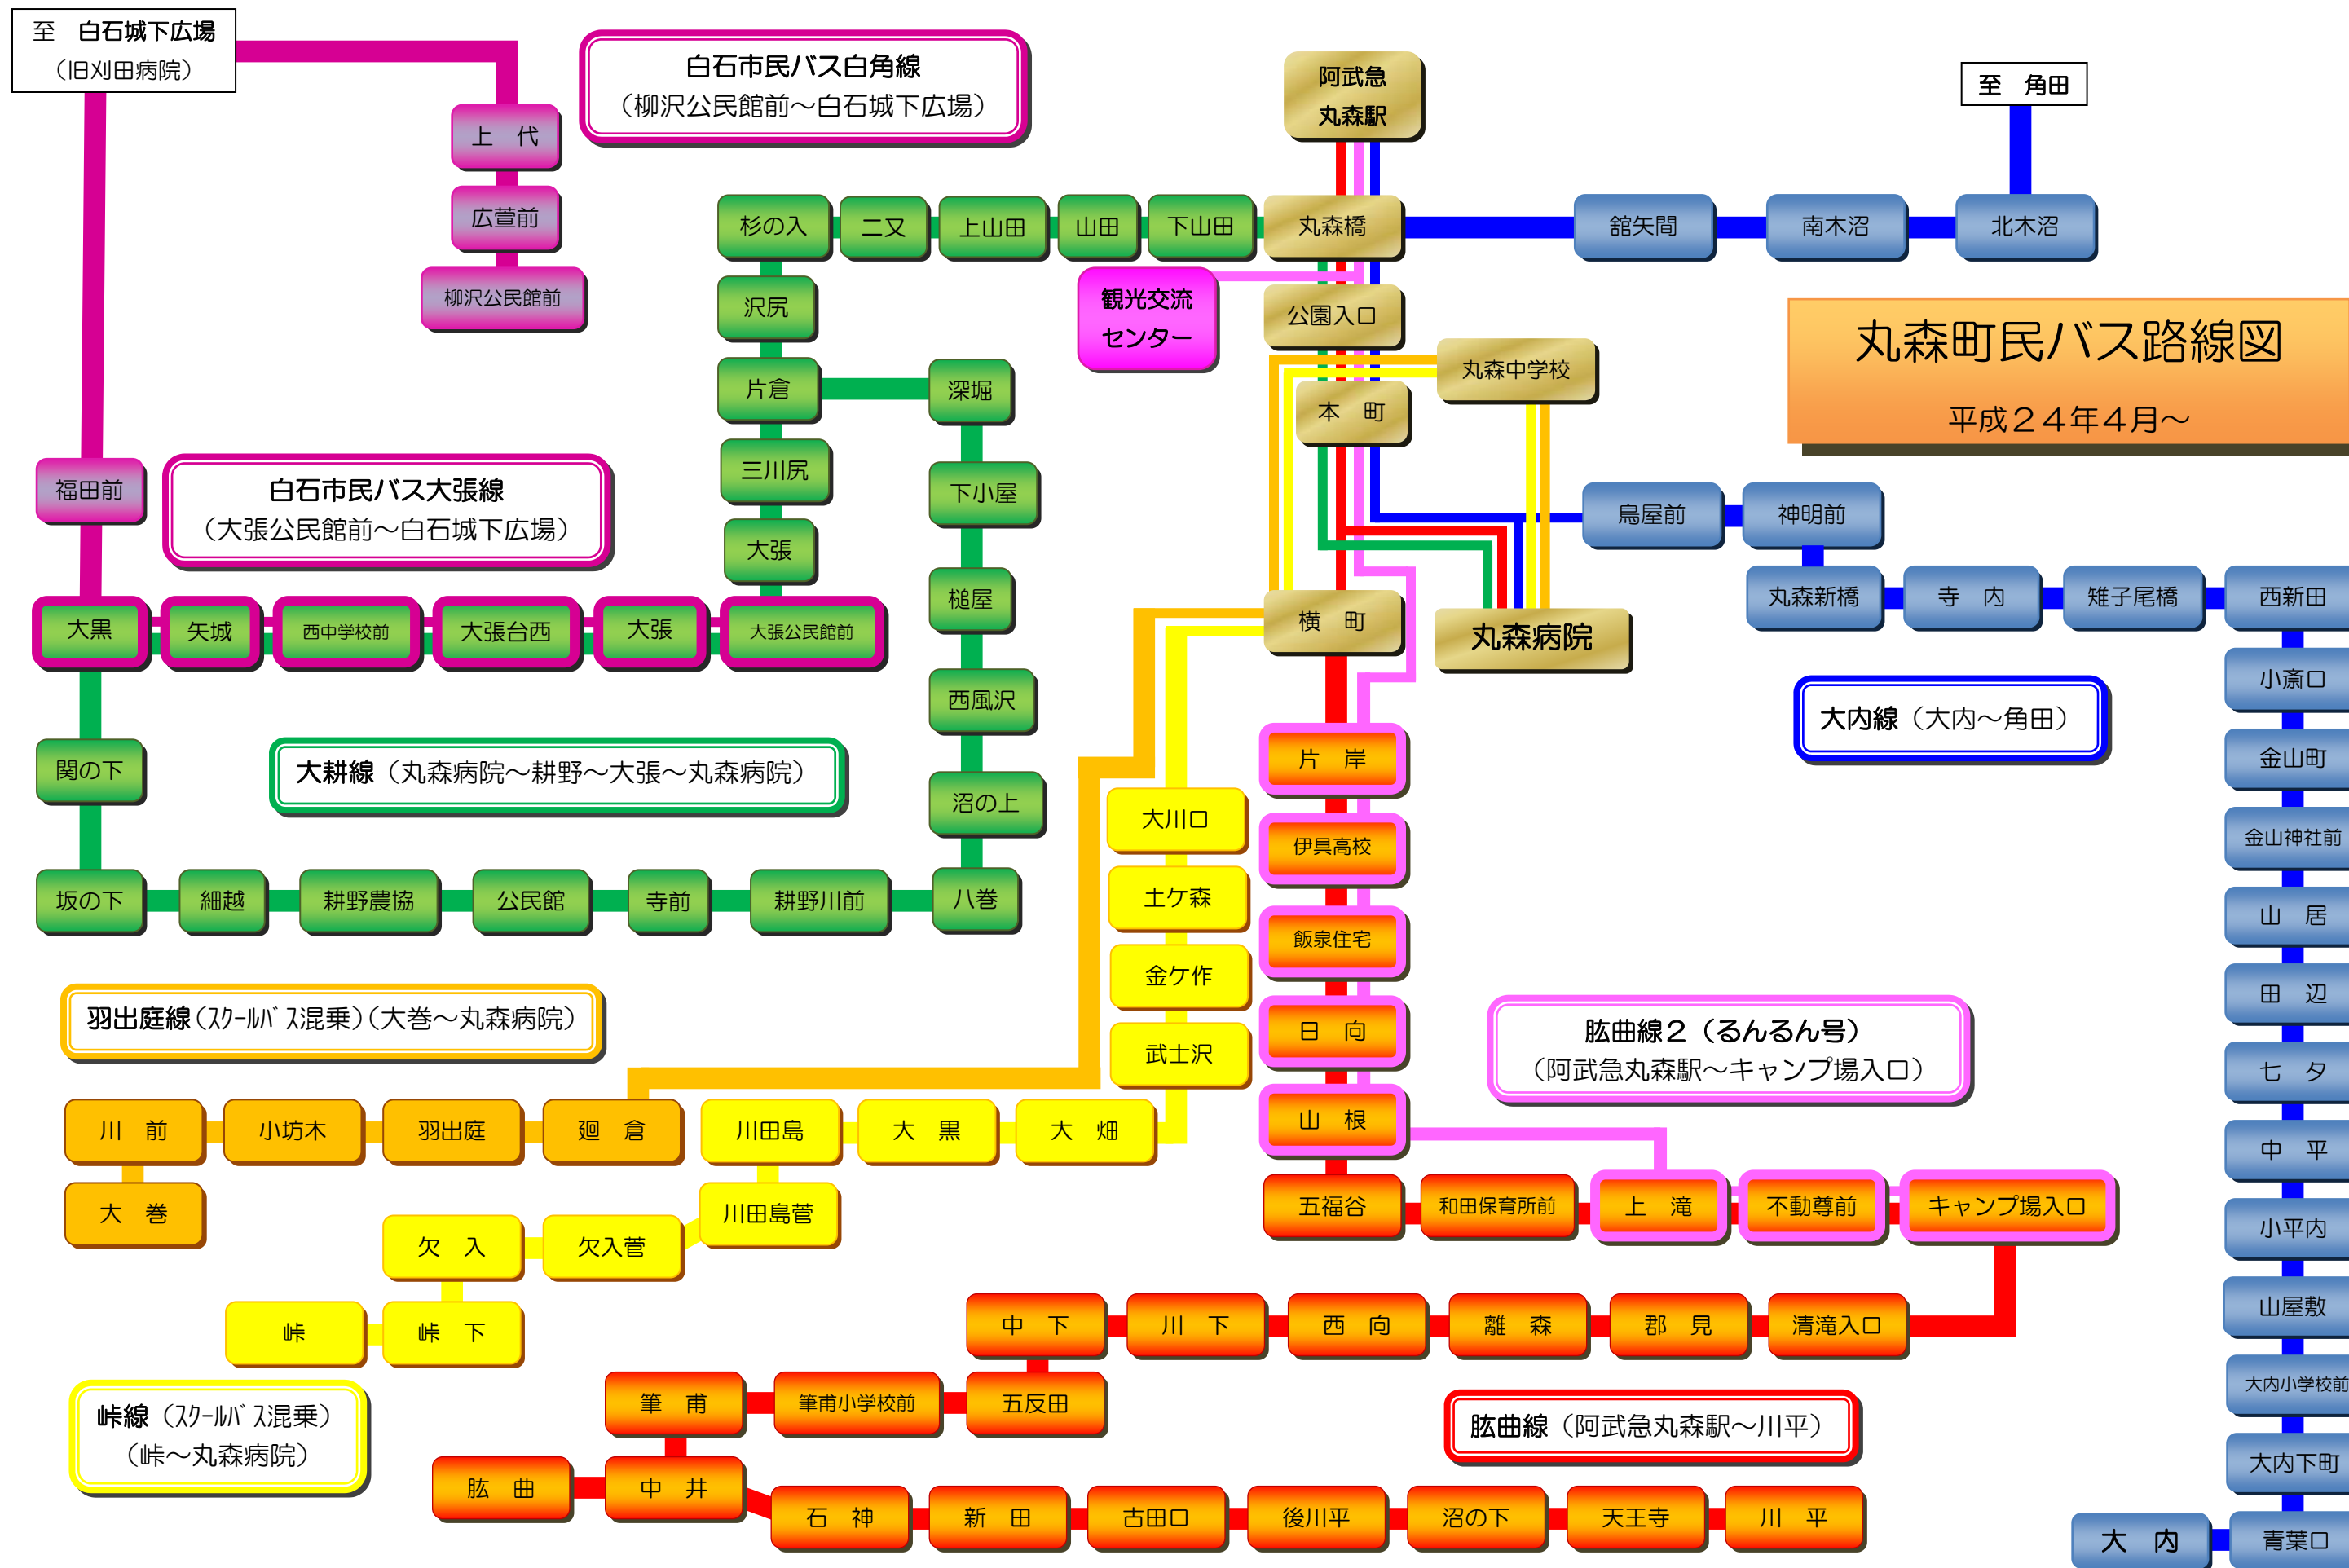 至　白石城下広場
（旧刈田病院）
白石市民バス白角線
（柳沢公民館前～白石城下広場）
阿武急
丸森駅
至　角田
上　代
広萱前
柳沢公民館前
杉の入
二又
上山田
山田
下山田
丸森橋
舘矢間
南木沼
北木沼
沢尻
観光交流
センター
公園入口
丸森町民バス路線図
平成２４年４月～
片倉
深堀
本　町
丸森中学校
福田前
白石市民バス大張線
（大張公民館前～白石城下広場）
三川尻
下小屋
鳥屋前
神明前
大張
槌屋
丸森新橋
寺　内
雉子尾橋
西新田
大黒
矢城
西中学校前
大張台西
大張
大張公民館前
横　町
丸森病院
西風沢
小斎口
大内線（大内～角田）
関の下
大耕線（丸森病院～耕野～大張～丸森病院）
沼の上
大川口
片　岸
金山町
伊具高校
金山神社前
坂の下
細越
耕野農協
公民館
寺前
耕野川前
八巻
土ケ森
飯泉住宅
山　居
金ケ作
田　辺
羽出庭線（ｽｸｰﾙﾊﾞｽ混乗）（大巻～丸森病院）
武士沢
日　向
肱曲線２（るんるん号）
（阿武急丸森駅～キャンプ場入口）
七　夕
川　前
小坊木
羽出庭
廻　倉
川田島
大　黒
大　畑
山　根
中　平
大　巻
川田島菅
五福谷
和田保育所前
上　滝
不動尊前
キャンプ場入口
小平内
欠　入
欠入菅
峠
峠　下
中　下
川　下
西　向
離　森
郡　見
清滝入口
山屋敷
峠線（ｽｸｰﾙﾊﾞｽ混乗）
（峠～丸森病院）
筆　甫
筆甫小学校前
五反田
肱曲線（阿武急丸森駅～川平）
大内小学校前
大内下町
肱　曲
中　井
石　神
新　田
古田口
後川平
沼の下
天王寺
川　平
大　内
青葉口